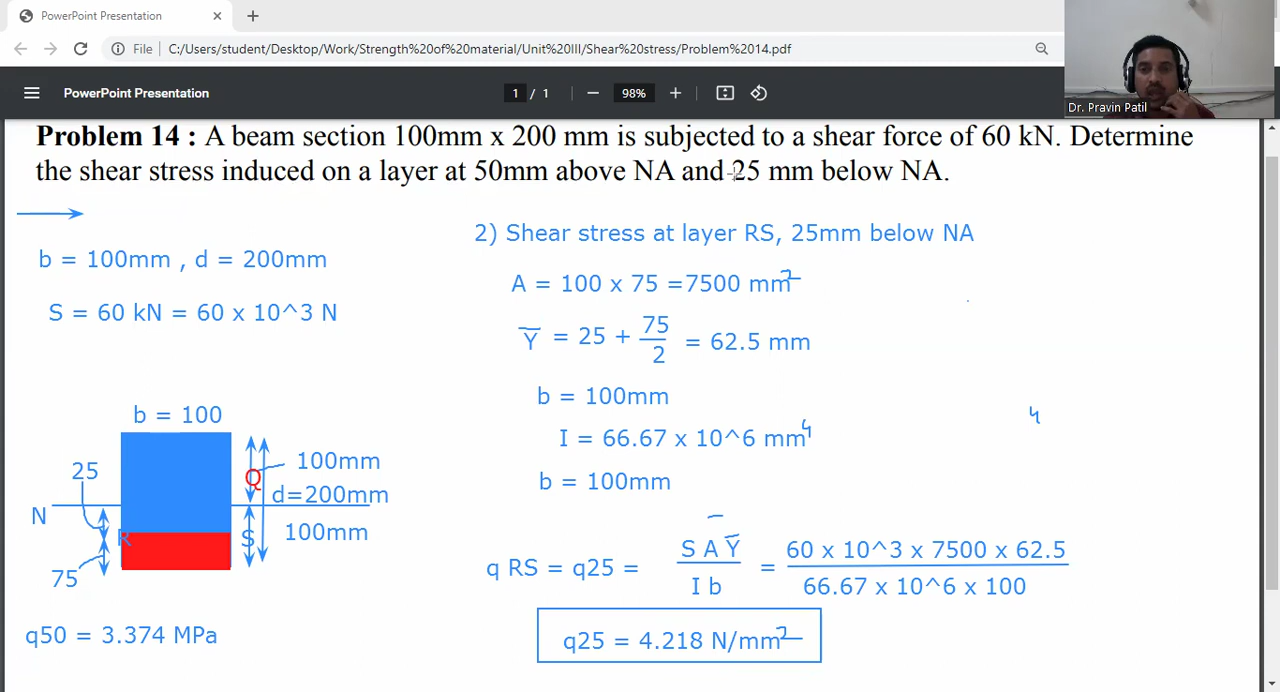 PowerPoint Presentation
File C:/Users/student/Desktop/Work/Strength%20of%20material/Unit%20III/Shear%20stress/Problem%2014.pdf
PowerPoint Presentation 1 / 1 98%
Dr. Pravin Patil
Problem 14 : A beam section 100mm x 200 mm is subjected to a shear force of 60 kN. Determine
the shear stress induced on a layer at 50mm above NA and 25 mm below NA.
b = 100mm , d = 200mm
S = 60 kN = 60 x 10^3 N
b = 100
25
100mm
Q
d=200mm
N
R
S
100mm
75
q50 = 3.374 MPa
2) Shear stress at layer RS, 25mm below NA
A = 100 x 75 =7500 mm²
Y̅ = 25 + 75/2 = 62.5 mm
b = 100mm
I = 66.67 x 10^6 mm⁴
4
b = 100mm
q RS = q25 = S A Y̅ / I b = 60 x 10^3 x 7500 x 62.5 / 66.67 x 10^6 x 100
q25 = 4.218 N/mm²